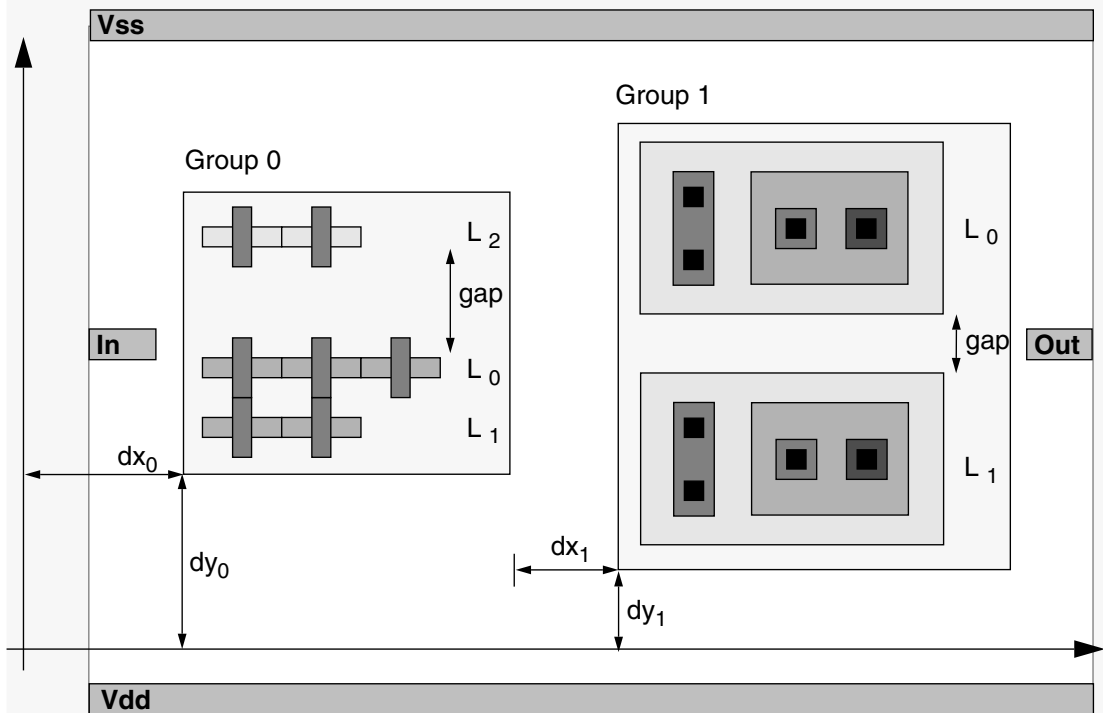 Vss
Group 1
Group 0
L 2
L 0
gap
In
gap
Out
L 0
L 1
L 1
dx0
dx1
dy0
dy1
Vdd